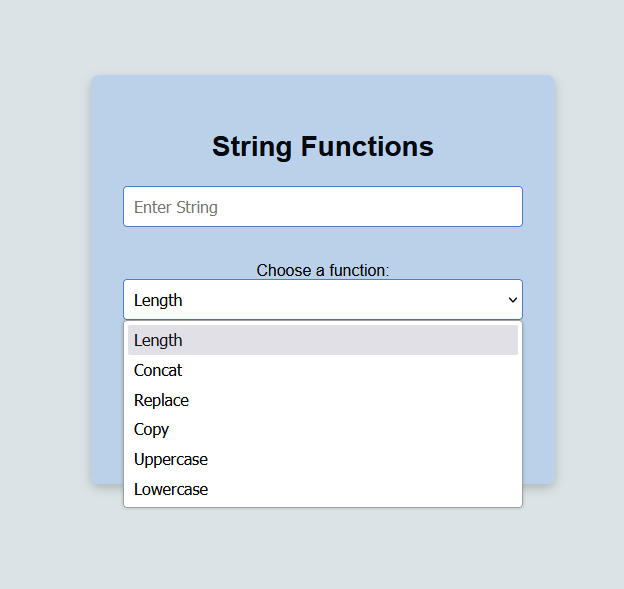 String Functions
Enter String
Choose a function:
Length
Length
Concat
Replace
Copy
Uppercase
Lowercase